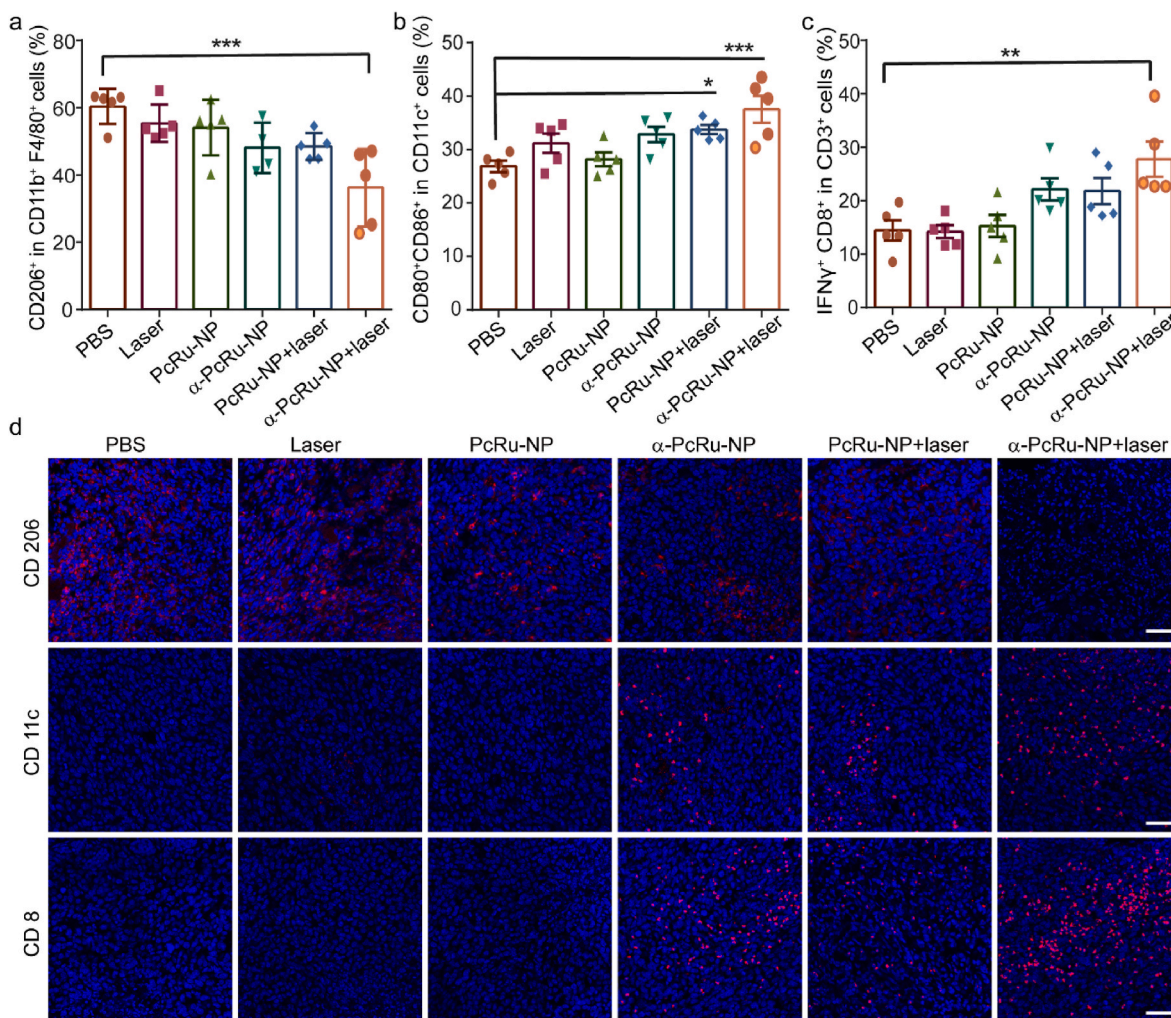 a
CD206⁺ in CD11b⁺ F4/80⁺ cells (%)
80
60
40
20
0
***
PBS
Laser
PcRu-NP
α-PcRu-NP
PcRu-NP+laser
α-PcRu-NP+laser
b
CD80⁺CD86⁺ in CD11c⁺ cells (%)
50
40
30
20
10
0
***
*
PBS
Laser
PcRu-NP
α-PcRu-NP
PcRu-NP+laser
α-PcRu-NP+laser
c
IFNγ⁺ CD8⁺ in CD3⁺ cells (%)
50
40
30
20
10
0
**
PBS
Laser
PcRu-NP
α-PcRu-NP
PcRu-NP+laser
α-PcRu-NP+laser
d
PBS Laser PcRu-NP α-PcRu-NP PcRu-NP+laser α-PcRu-NP+laser
CD 206
CD 11c
CD 8